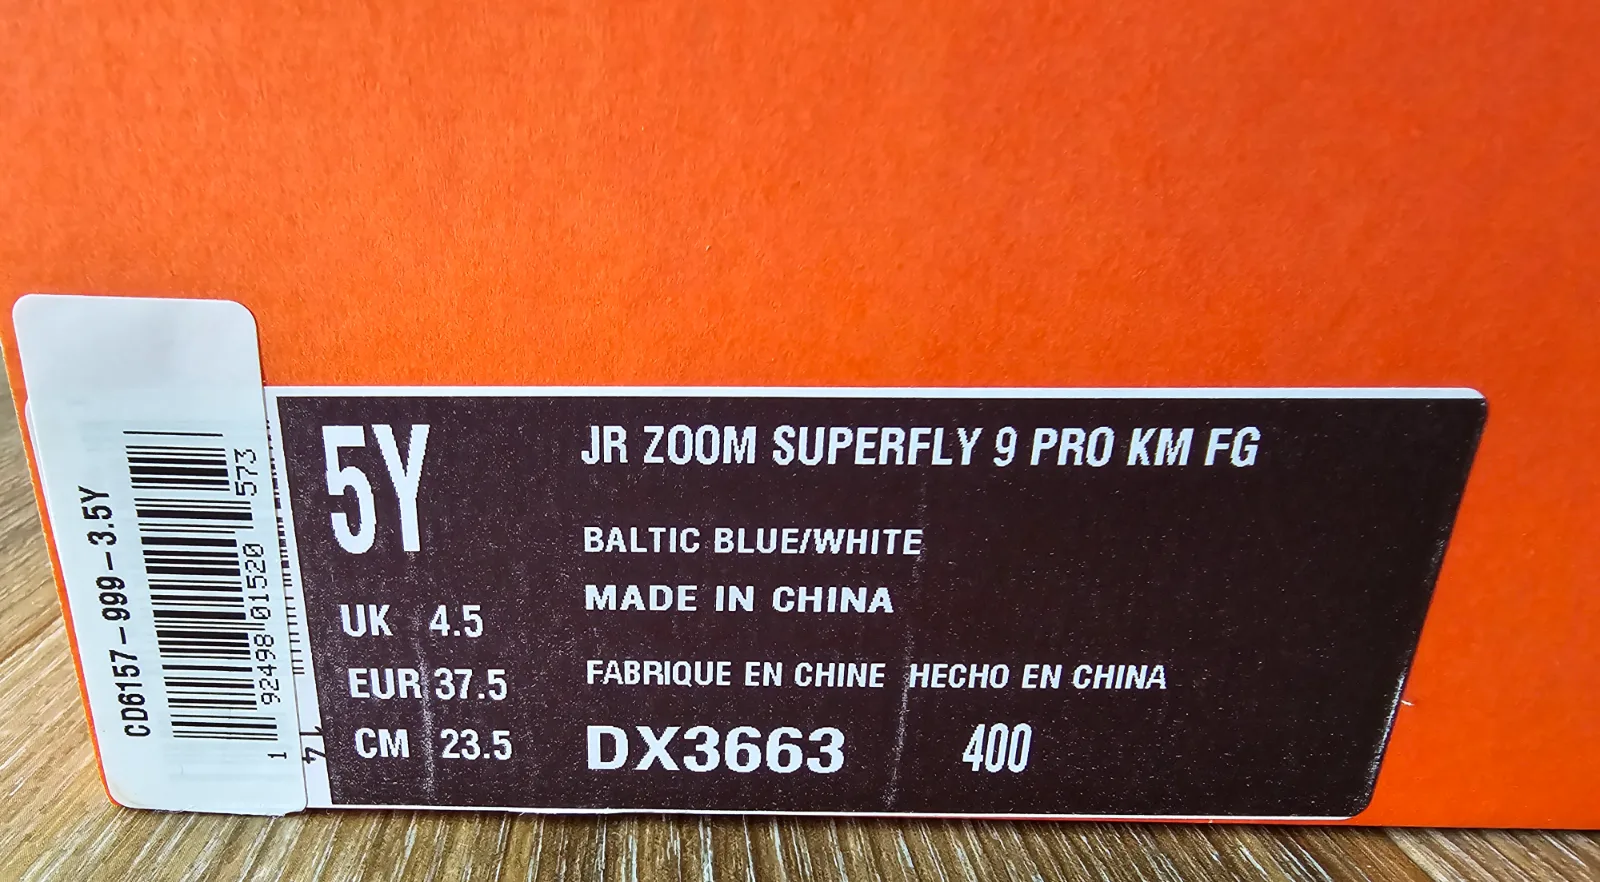 CD6157-999-3.5Y
1 92498 01520 573
14
5Y
UK 4.5
EUR 37.5
CM 23.5
JR ZOOM SUPERFLY 9 PRO KM FG
BALTIC BLUE/WHITE
MADE IN CHINA
FABRIQUE EN CHINE HECHO EN CHINA
DX3663 400